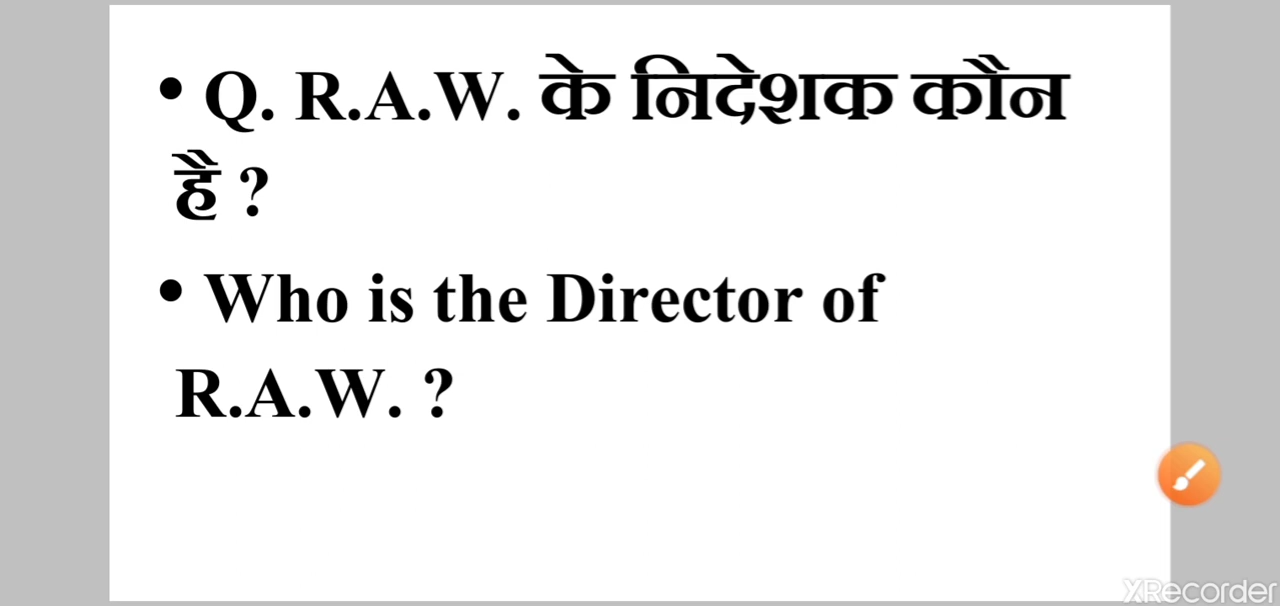 • Q. R.A.W. के निदेशक कौन
है ?
• Who is the Director of
R.A.W. ?
XRecorder